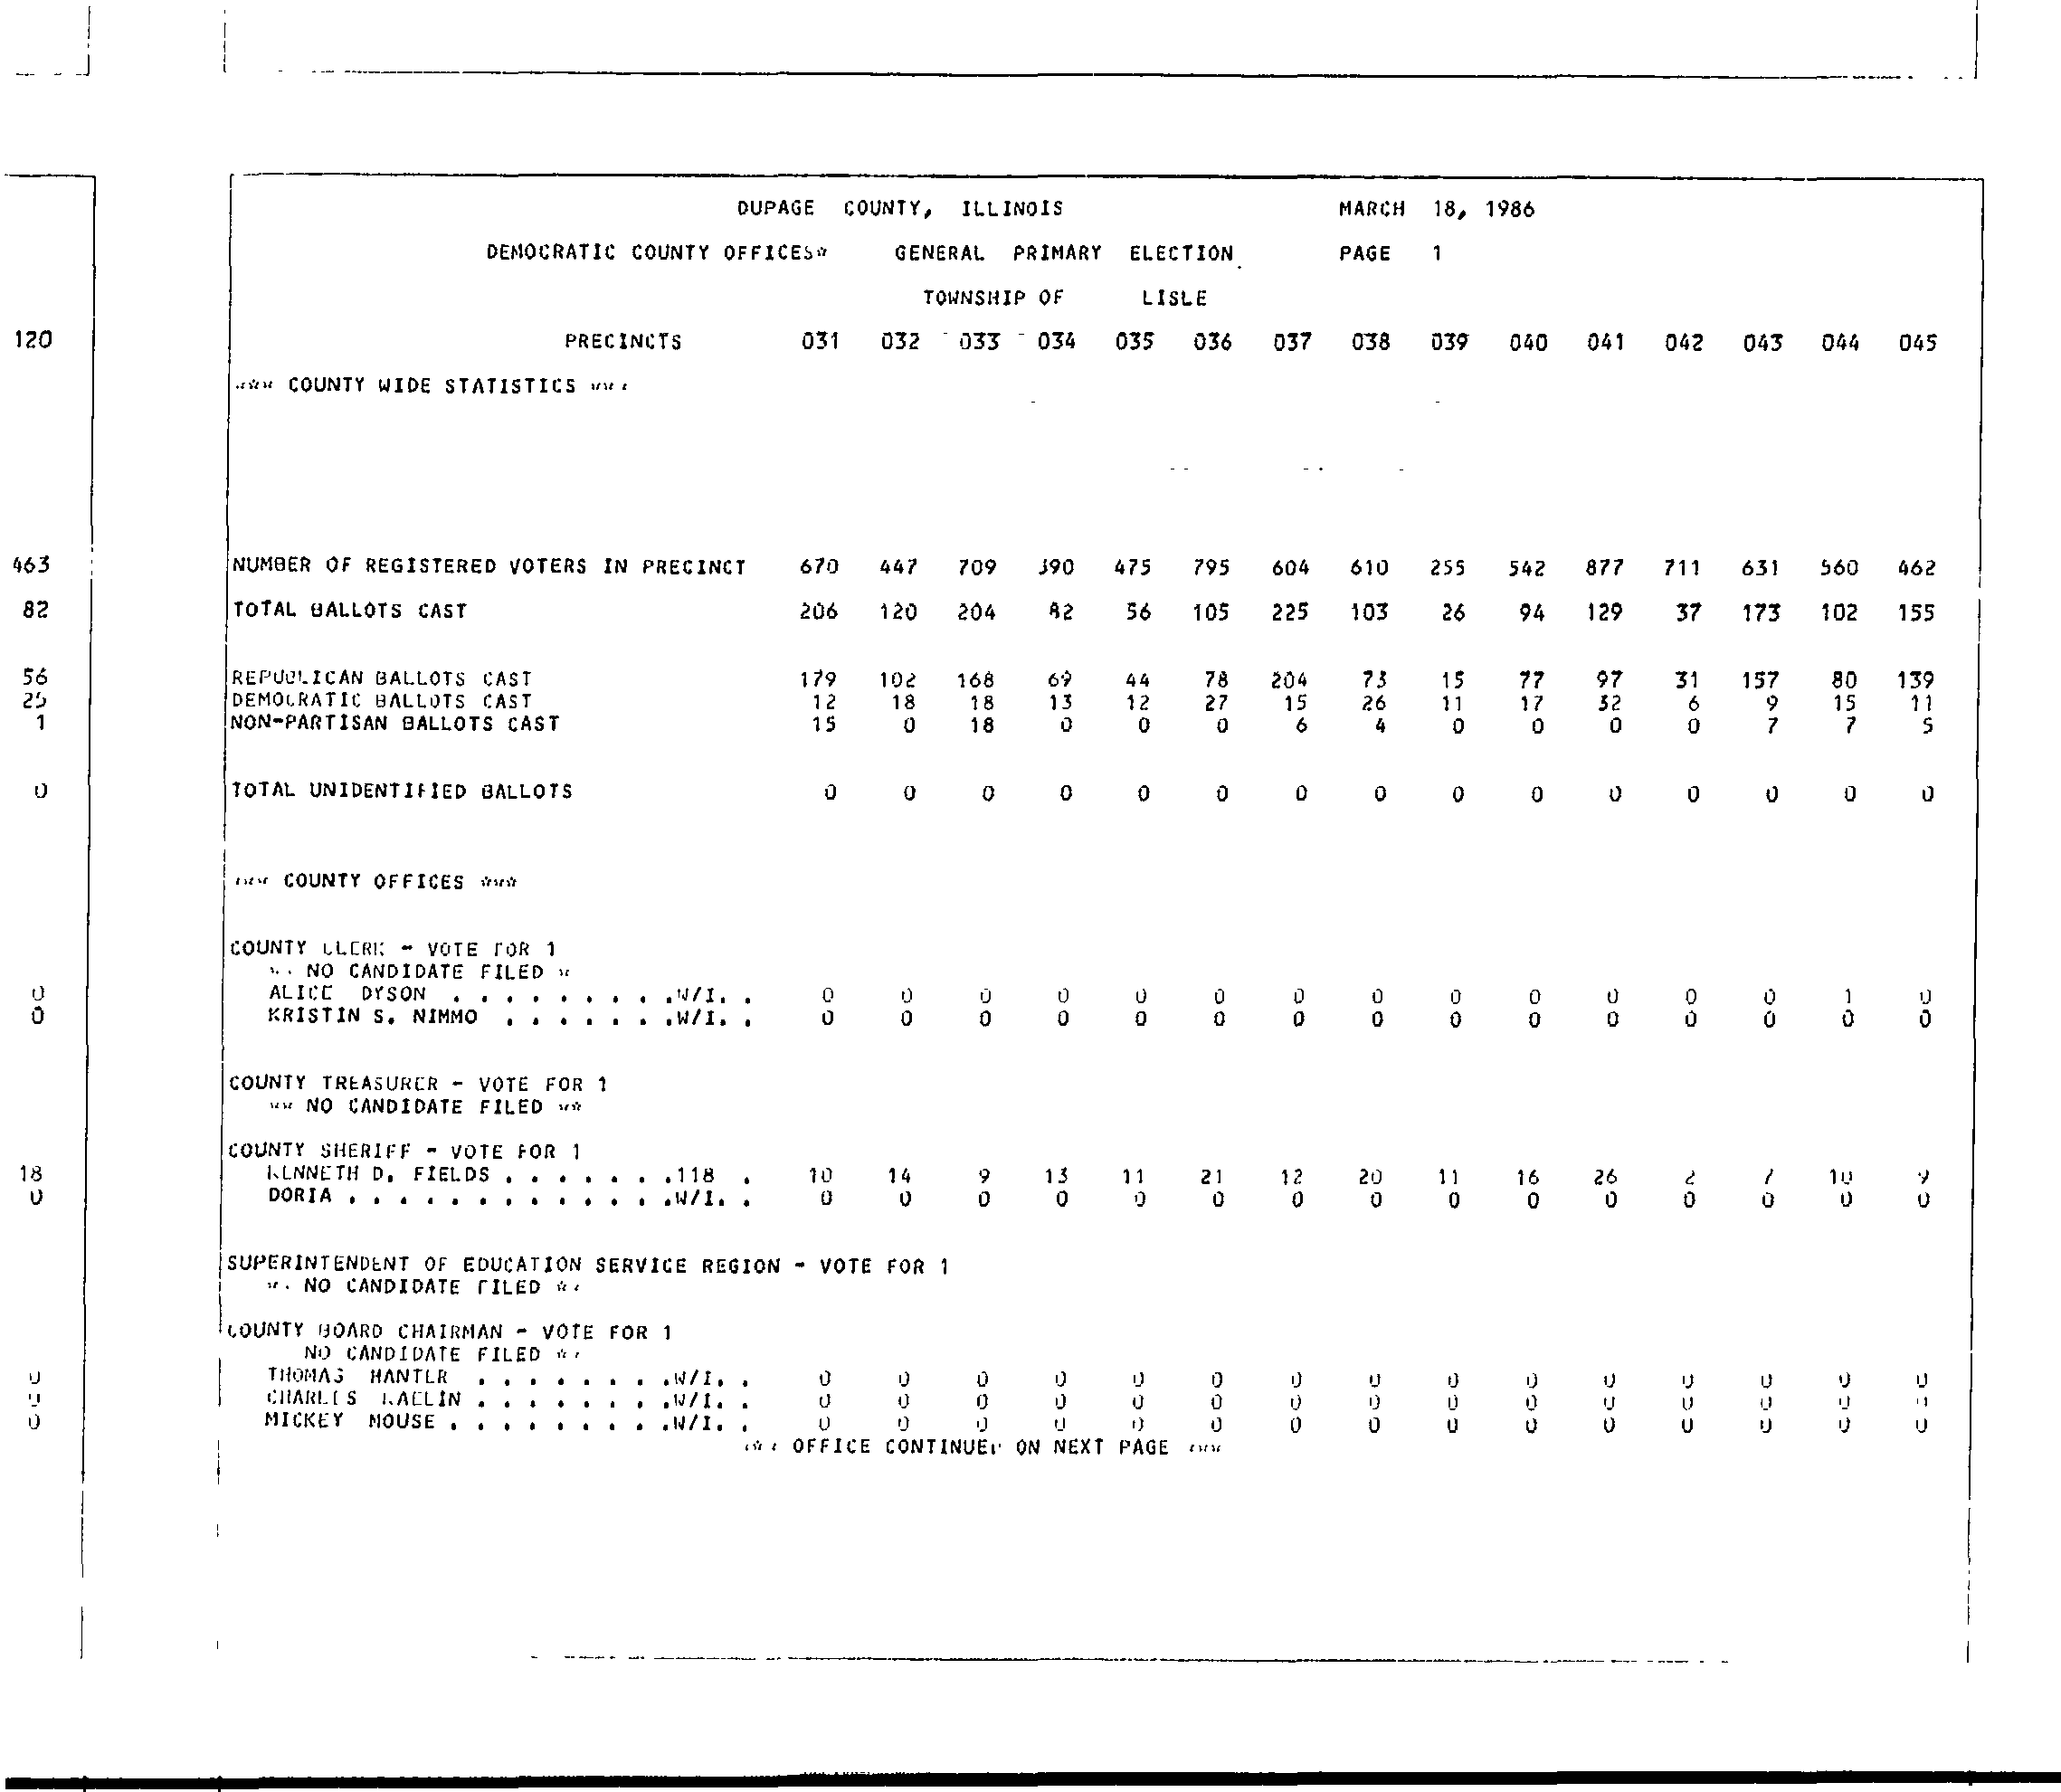 DUPAGE COUNTY, ILLINOIS MARCH 18, 1986
DEMOCRATIC COUNTY OFFICES* GENERAL PRIMARY ELECTION PAGE 1
TOWNSHIP OF LISLE
120 PRECINCTS 031 032 033 034 035 036 037 038 039 040 041 042 043 044 045
*** COUNTY WIDE STATISTICS ***
463 NUMBER OF REGISTERED VOTERS IN PRECINCT 670 447 709 390 475 795 604 610 255 542 877 711 631 560 462
82 TOTAL BALLOTS CAST 206 120 204 82 56 105 225 103 26 94 129 37 173 102 155
56 REPUBLICAN BALLOTS CAST 179 102 168 69 44 78 204 73 15 77 97 31 157 80 139
25 DEMOCRATIC BALLOTS CAST 12 18 18 13 12 27 15 26 11 17 32 6 9 15 11
1 NON-PARTISAN BALLOTS CAST 15 0 18 0 0 0 6 4 0 0 0 0 7 7 5
0 TOTAL UNIDENTIFIED BALLOTS 0 0 0 0 0 0 0 0 0 0 0 0 0 0 0
*** COUNTY OFFICES ***
COUNTY CLERK - VOTE FOR 1
** NO CANDIDATE FILED *
0 ALICE DYSON . . . . . . . . .W/I. . 0 0 0 0 0 0 0 0 0 0 0 0 0 1 0
0 KRISTIN S. NIMMO . . . . . . .W/I. . 0 0 0 0 0 0 0 0 0 0 0 0 0 0 0
COUNTY TREASURER - VOTE FOR 1
** NO CANDIDATE FILED **
COUNTY SHERIFF - VOTE FOR 1
18 KENNETH D. FIELDS . . . . . . .118 . 10 14 9 13 11 21 12 20 11 16 26 2 7 10 9
0 DORIA . . . . . . . . . . . . .W/I. . 0 0 0 0 0 0 0 0 0 0 0 0 0 0 0
SUPERINTENDENT OF EDUCATION SERVICE REGION - VOTE FOR 1
** NO CANDIDATE FILED **
COUNTY BOARD CHAIRMAN - VOTE FOR 1
NO CANDIDATE FILED **
0 THOMAS . . . . . . . .W/I. . 0 0 0 0 0 0 0 0 0 0 0 0 0 0 0
0 CHARLES . . . . . . . .W/I. . 0 0 0 0 0 0 0 0 0 0 0 0 0 0 0
0 MICKEY MOUSE . . . . . . . . .W/I. . 0 0 0 0 0 0 0 0 0 0 0 0 0 0 0
*** OFFICE CONTINUED ON NEXT PAGE ***